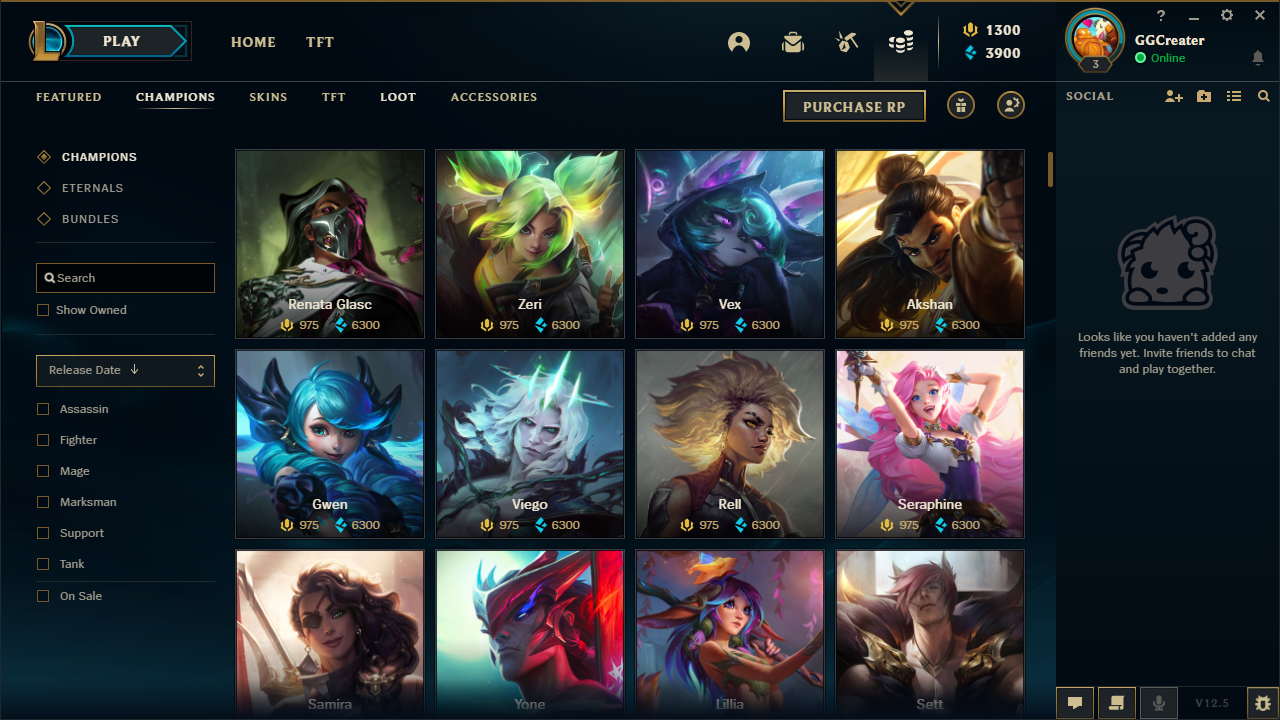 PLAY
HOME
TFT
1300
3900
?
GGCreater
3
Online
FEATURED
CHAMPIONS
SKINS
TFT
LOOT
ACCESSORIES
PURCHASE RP
SOCIAL
CHAMPIONS
ETERNALS
BUNDLES
Search
Show Owned
Release Date ↓
Assassin
Fighter
Mage
Marksman
Support
Tank
On Sale
Renata Glasc
975 6300
Zeri
975 6300
Vex
975 6300
Akshan
975 6300
Gwen
975 6300
Viego
975 6300
Rell
975 6300
Seraphine
975 6300
Samira
Yone
Lillia
Sett
Looks like you haven't added any
friends yet. Invite friends to chat
and play together.
V12.5